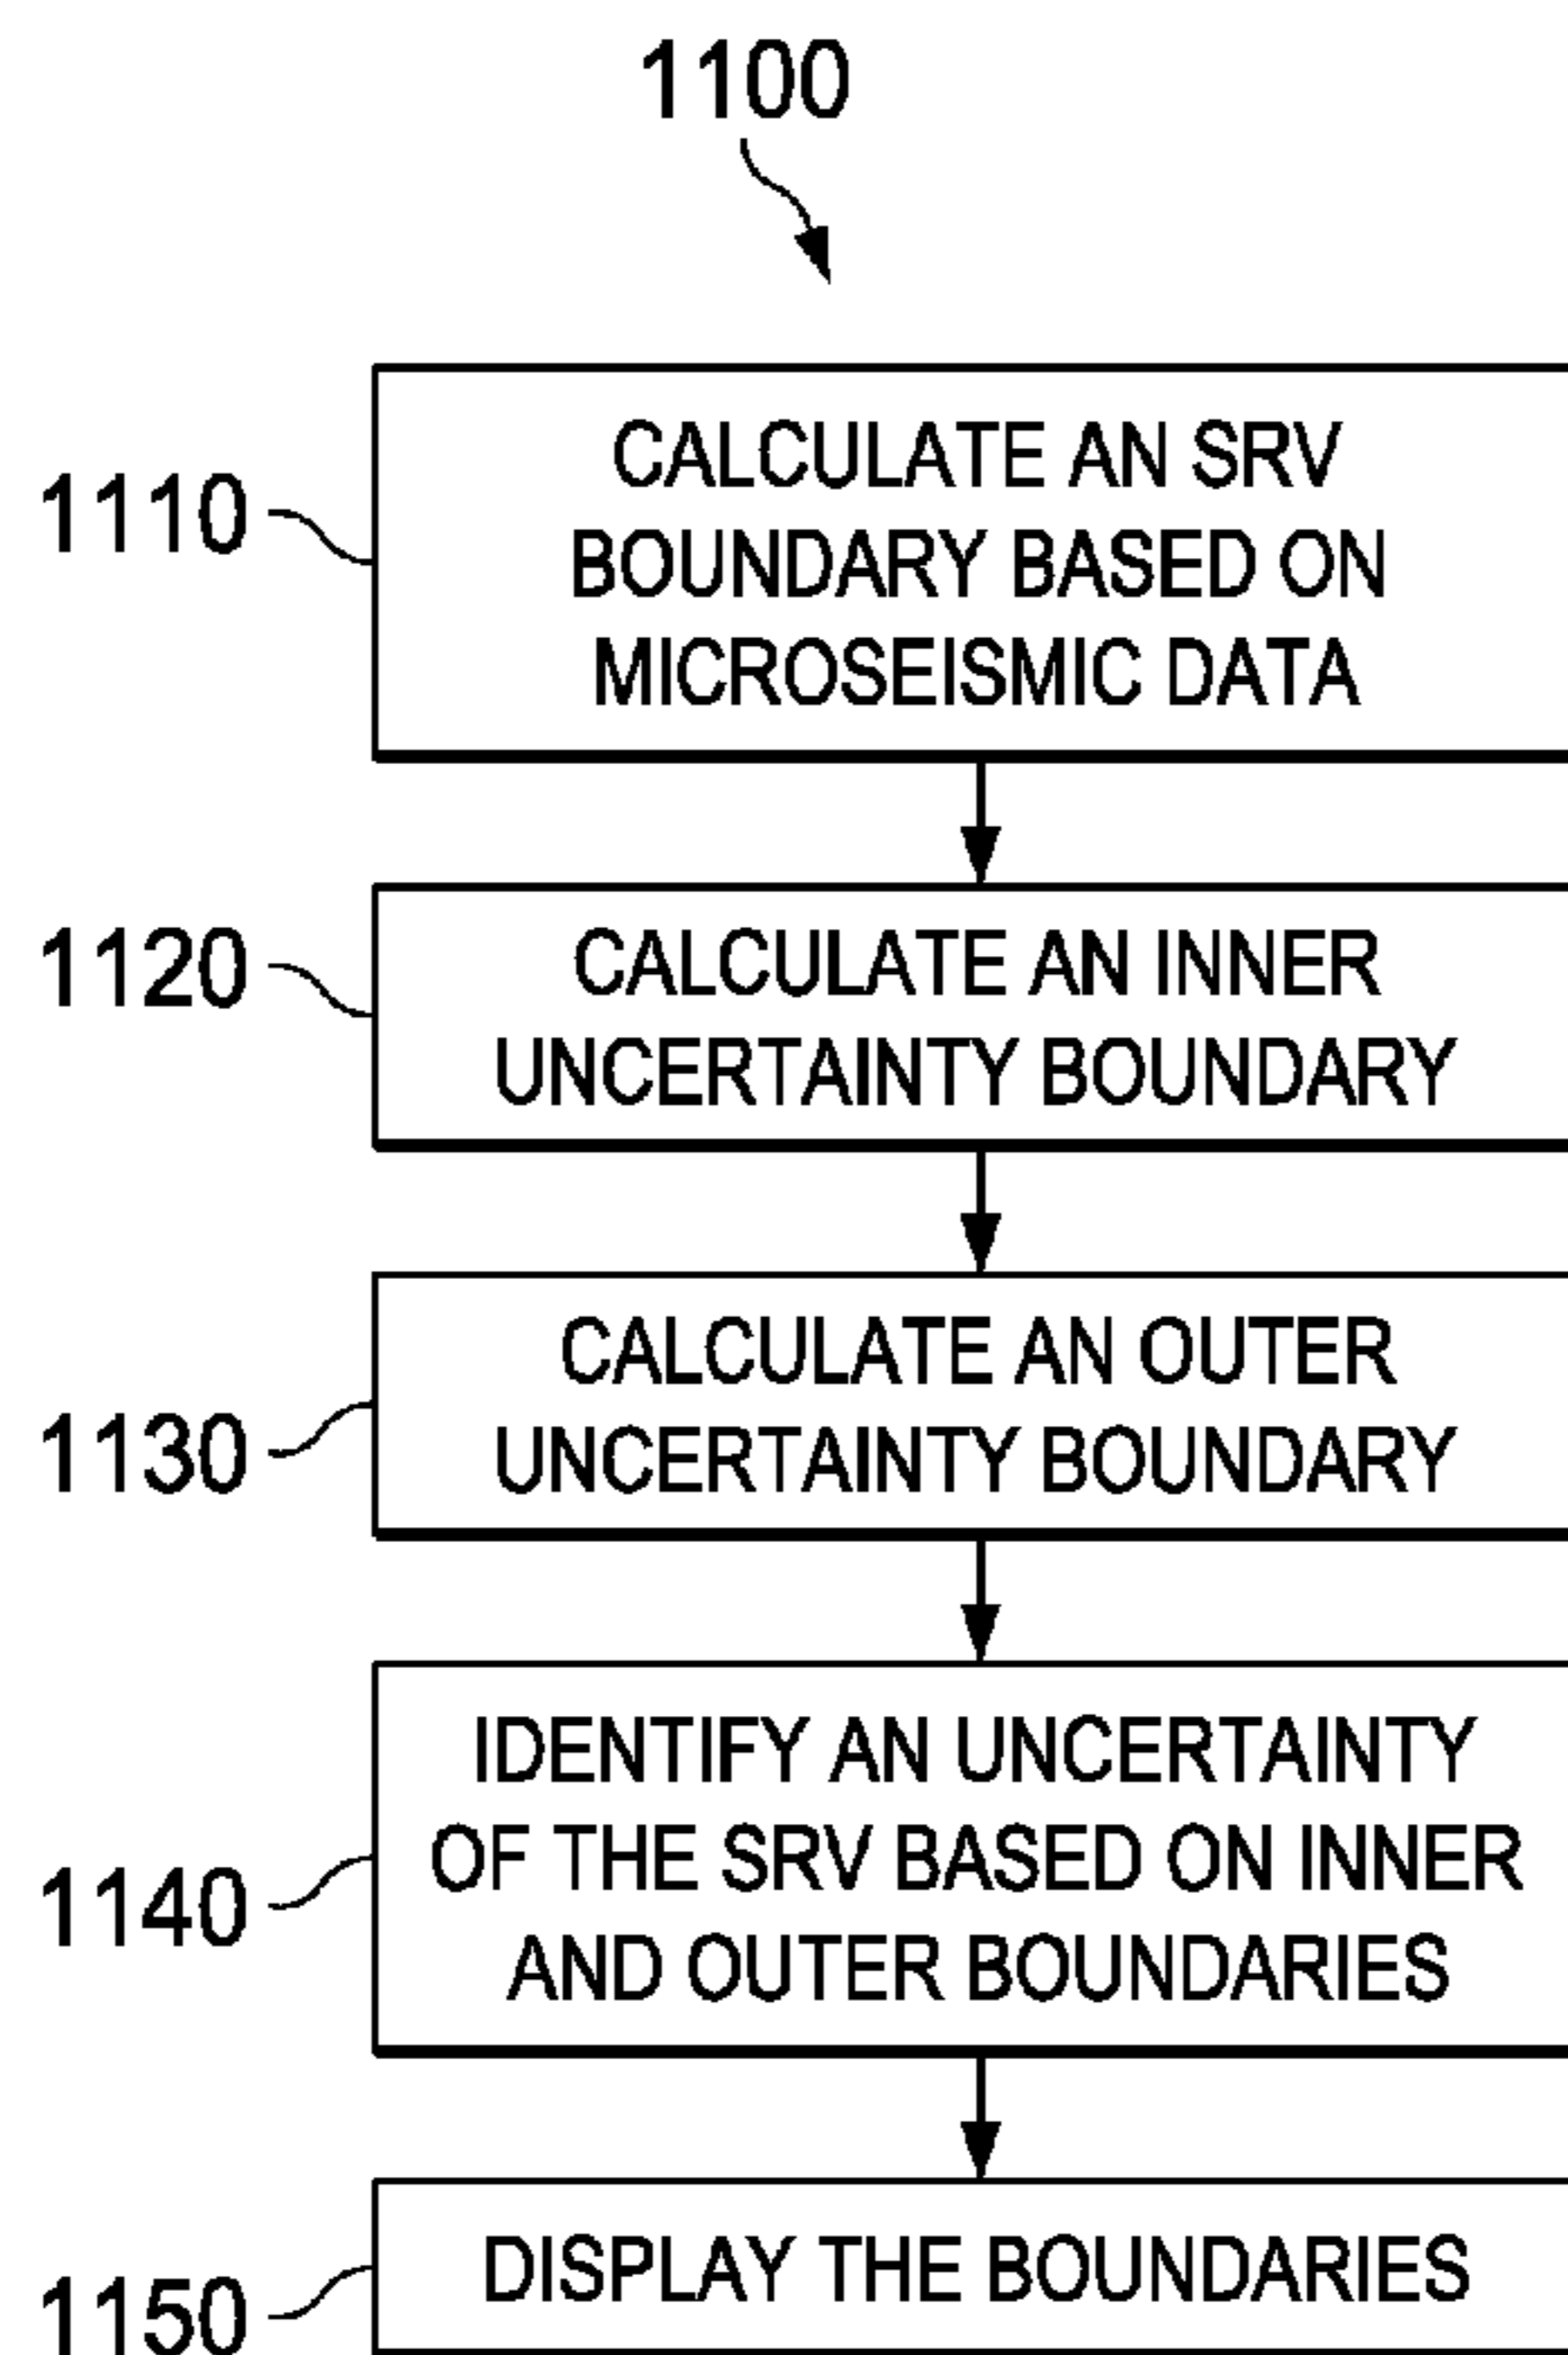 1100
1110
CALCULATE AN SRV
BOUNDARY BASED ON
MICROSEISMIC DATA
1120
CALCULATE AN INNER
UNCERTAINTY BOUNDARY
1130
CALCULATE AN OUTER
UNCERTAINTY BOUNDARY
1140
IDENTIFY AN UNCERTAINTY
OF THE SRV BASED ON INNER
AND OUTER BOUNDARIES
1150
DISPLAY THE BOUNDARIES